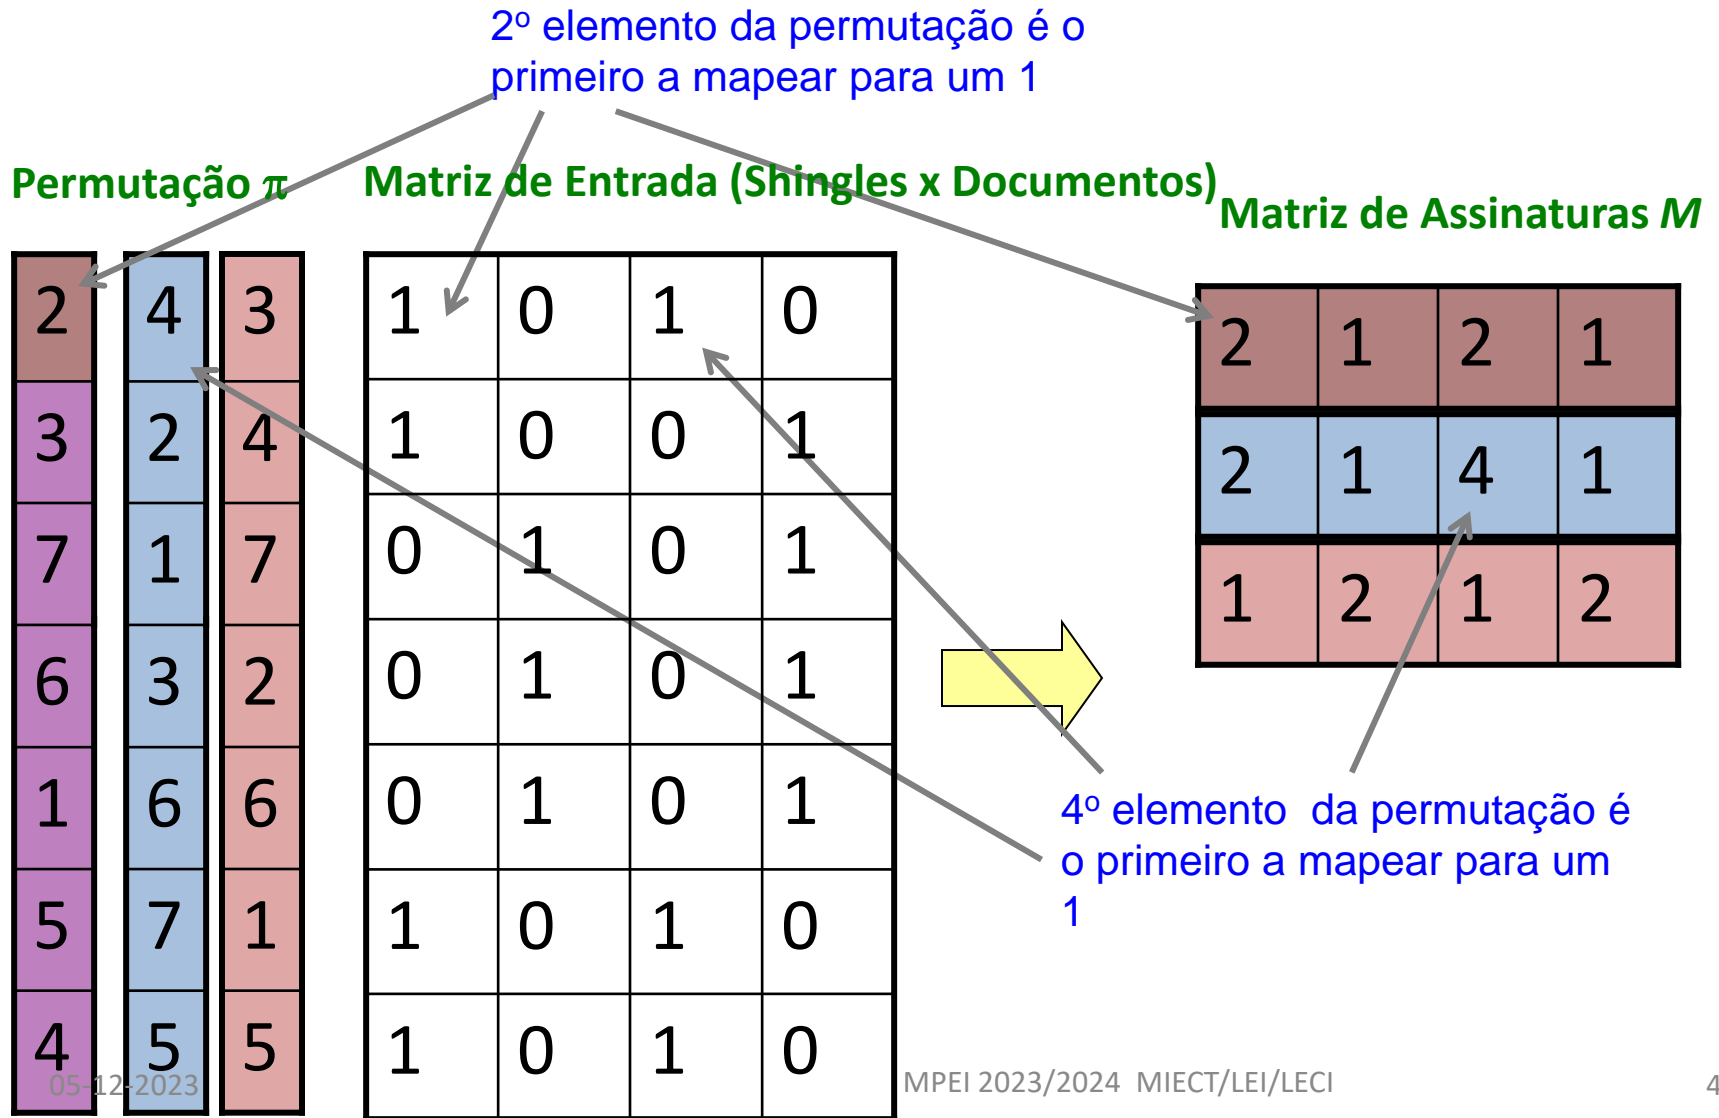 2º elemento da permutação é o
primeiro a mapear para um 1
Permutação π
Matriz de Entrada (Shingles x Documentos)
Matriz de Assinaturas M
2 4 3 1 0 1 0
3 2 4 1 0 0 1
7 1 7 0 1 0 1
6 3 2 0 1 0 1
1 6 6 0 1 0 1
5 7 1 1 0 1 0
4 5 5 1 0 1 0
2 1 2 1
2 1 4 1
1 2 1 2
4º elemento da permutação é
o primeiro a mapear para um
1
05-12-2023
MPEI 2023/2024 MIECT/LEI/LECI
4